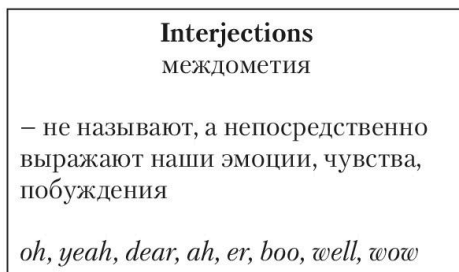 Interjections
междометия
– не называют, а непосредственно
выражают наши эмоции, чувства,
побуждения
oh, yeah, dear, ah, er, boo, well, wow